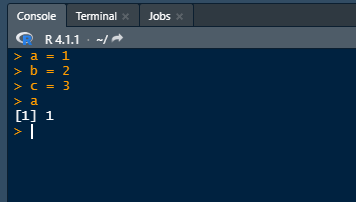 Console Terminal × Jobs ×
R 4.1.1 · ~/
> a = 1
> b = 2
> c = 3
> a
[1] 1
>